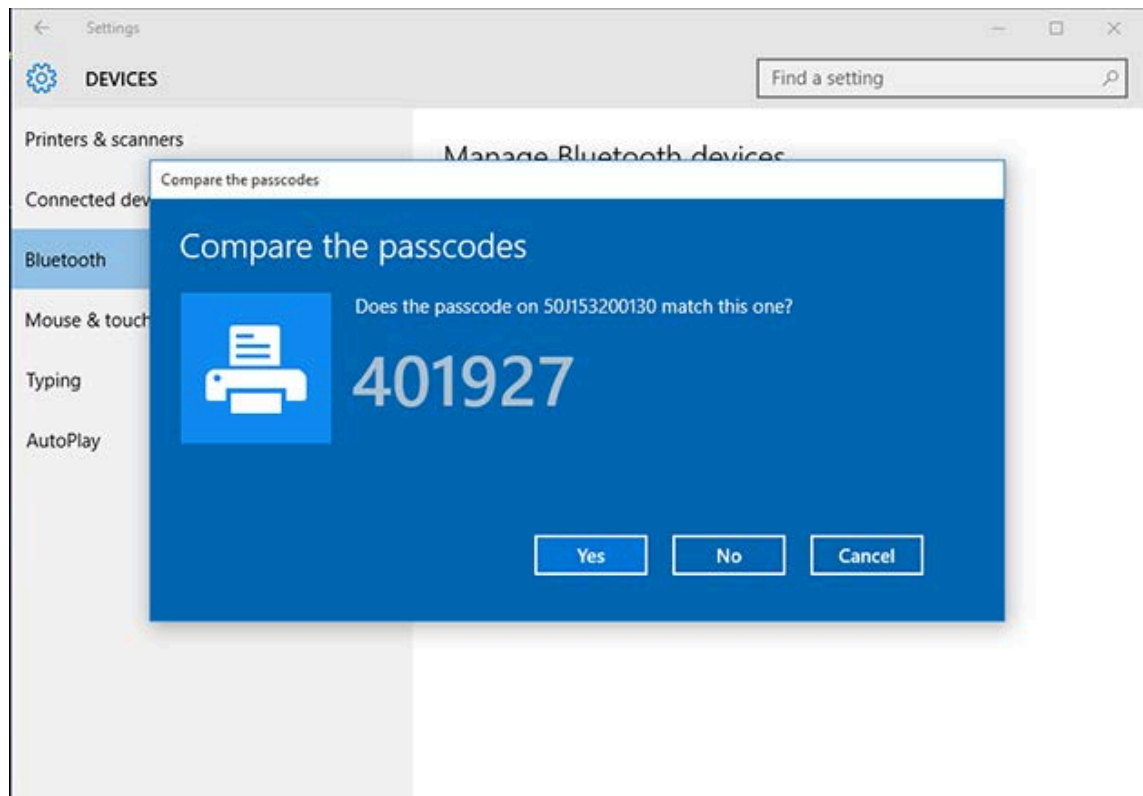 Settings
DEVICES
Find a setting
Printers & scanners
Manage Bluetooth devices
Compare the passcodes
Connected dev
Compare the passcodes
Bluetooth
Does the passcode on 50J153200130 match this one?
Mouse & touch
401927
Typing
AutoPlay
Yes
No
Cancel